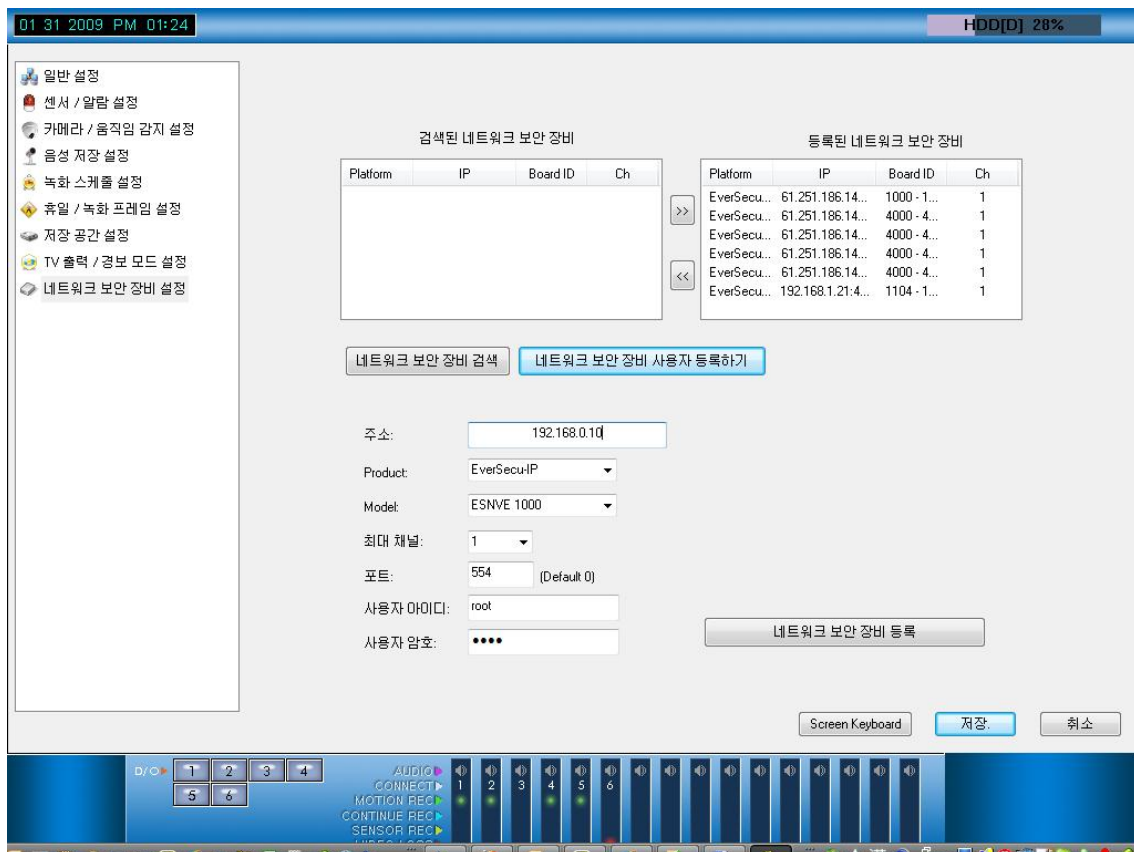 01 31 2009 PM 01:24
HDD[D] 28%
일반 설정
센서 / 알람 설정
카메라 / 움직임 감지 설정
음성 저장 설정
녹화 스케줄 설정
휴일 / 녹화 프레임 설정
저장 공간 설정
TV 출력 / 경보 모드 설정
네트워크 보안 장비 설정
검색된 네트워크 보안 장비
등록된 네트워크 보안 장비
Platform IP Board ID Ch
Platform IP Board ID Ch
EverSecu... 61.251.186.14... 1000 - 1... 1
EverSecu... 61.251.186.14... 4000 - 4... 1
EverSecu... 61.251.186.14... 4000 - 4... 1
EverSecu... 61.251.186.14... 4000 - 4... 1
EverSecu... 61.251.186.14... 4000 - 4... 1
EverSecu... 192.168.1.21:4... 1104 - 1... 1
>>
<<
네트워크 보안 장비 검색
네트워크 보안 장비 사용자 등록하기
주소: 192.168.0.10
Product: EverSecu-IP
Model: ESNVE 1000
최대 채널: 1
포트: 554 (Default 0)
사용자 아이디: root
사용자 암호: ••••
네트워크 보안 장비 등록
Screen Keyboard
저장.
취소
D/O 1 2 3 4
5 6
AUDIO
CONNECT 1 2 3 4 5 6
MOTION REC
CONTINUE REC
SENSOR REC